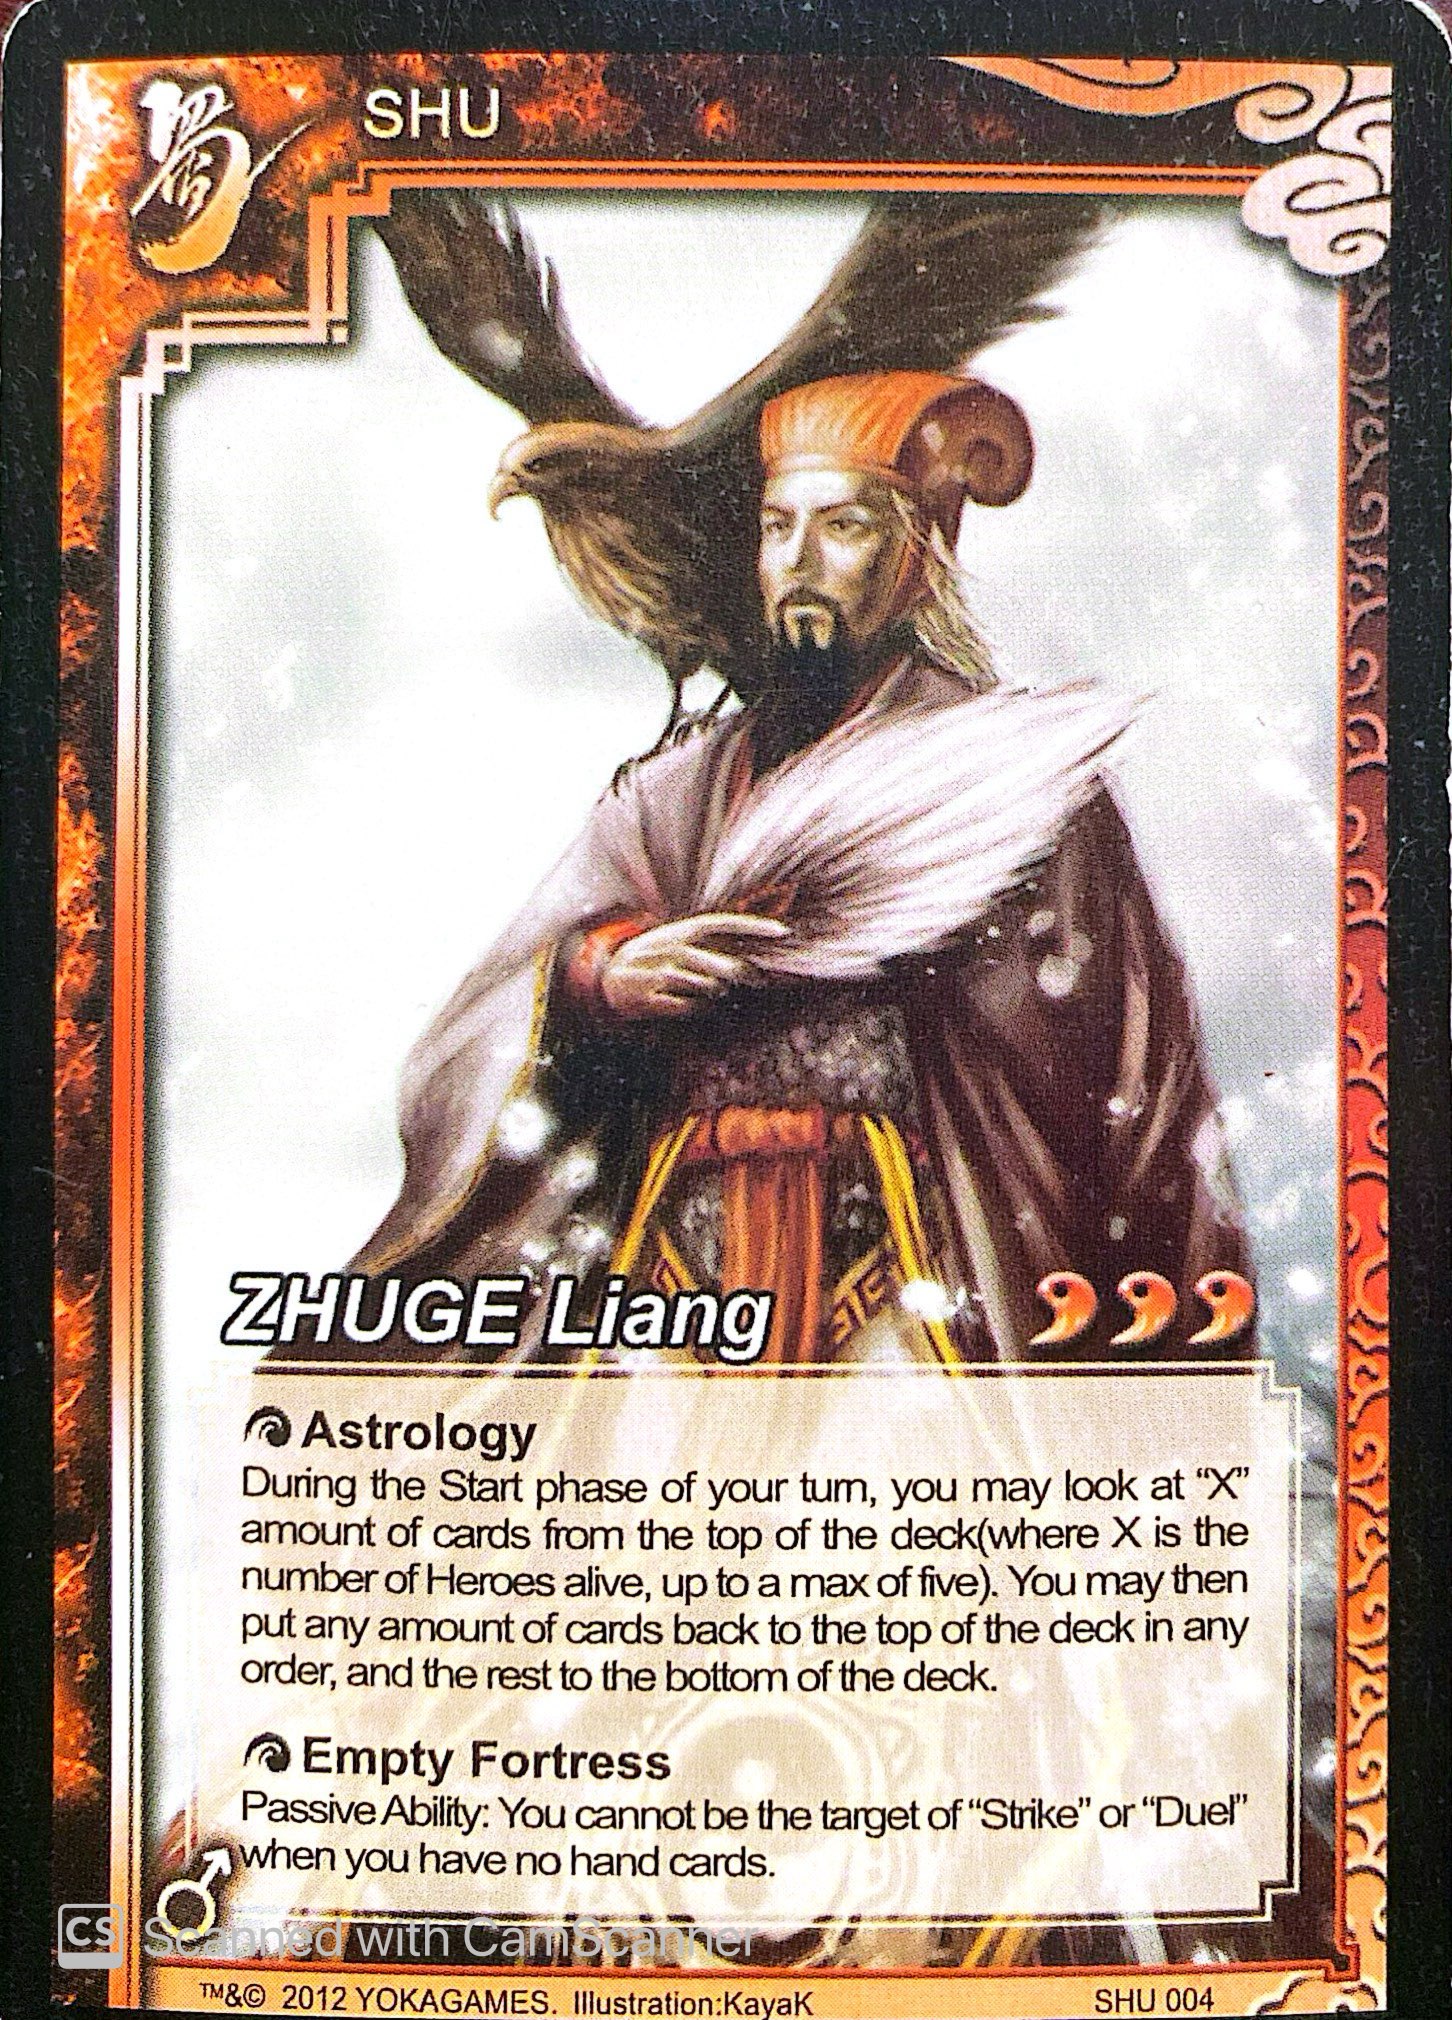 蜀
SHU
ZHUGE Liang
Astrology
During the Start phase of your turn, you may look at “X”
amount of cards from the top of the deck(where X is the
number of Heroes alive, up to a max of five). You may then
put any amount of cards back to the top of the deck in any
order, and the rest to the bottom of the deck.
Empty Fortress
Passive Ability: You cannot be the target of “Strike” or “Duel”
when you have no hand cards.
CS Scanned with CamScanner
™&© 2012 YOKAGAMES. Illustration:KayaK
SHU 004